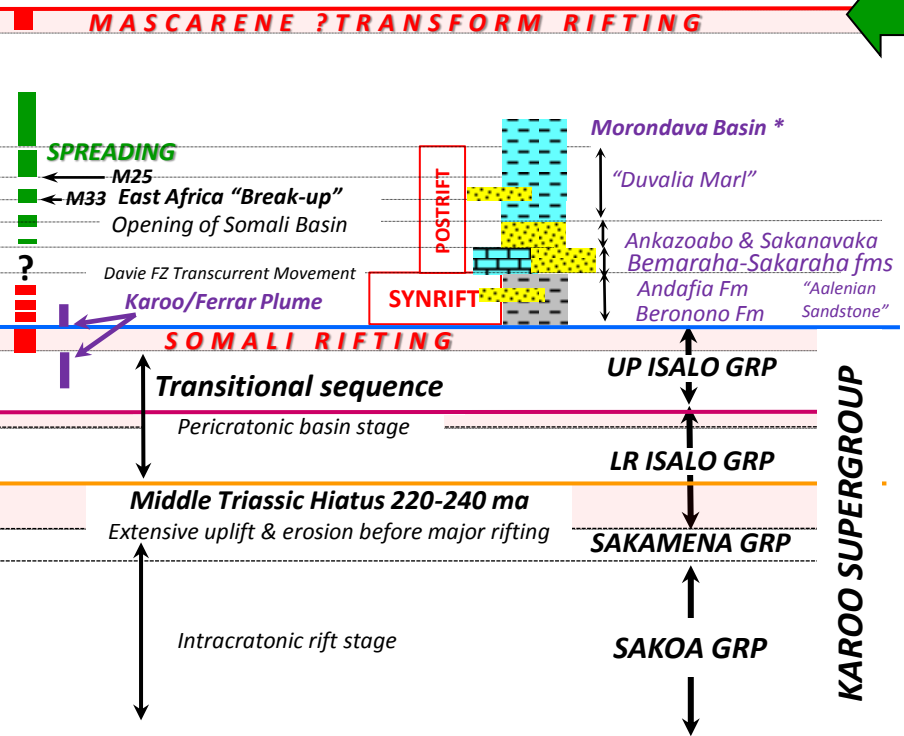 MASCARENE ?TRANSFORM RIFTING
Morondava Basin *
SPREADING
M25
"Duvalia Marl"
M33 East Africa "Break-up"
Opening of Somali Basin
POSTRIFT
Ankazoabo & Sakanavaka
Bemaraha-Sakaraha fms
?
Davie FZ Transcurrent Movement
Karoo/Ferrar Plume
SYNRIFT
Andafia Fm
"Aalenian
Beronono Fm
Sandstone"
SOMALI RIFTING
UP ISALO GRP
Transitional sequence
Pericratonic basin stage
LR ISALO GRP
Middle Triassic Hiatus 220-240 ma
Extensive uplift & erosion before major rifting
SAKAMENA GRP
Intracratonic rift stage
SAKOA GRP
KAROO SUPERGROUP